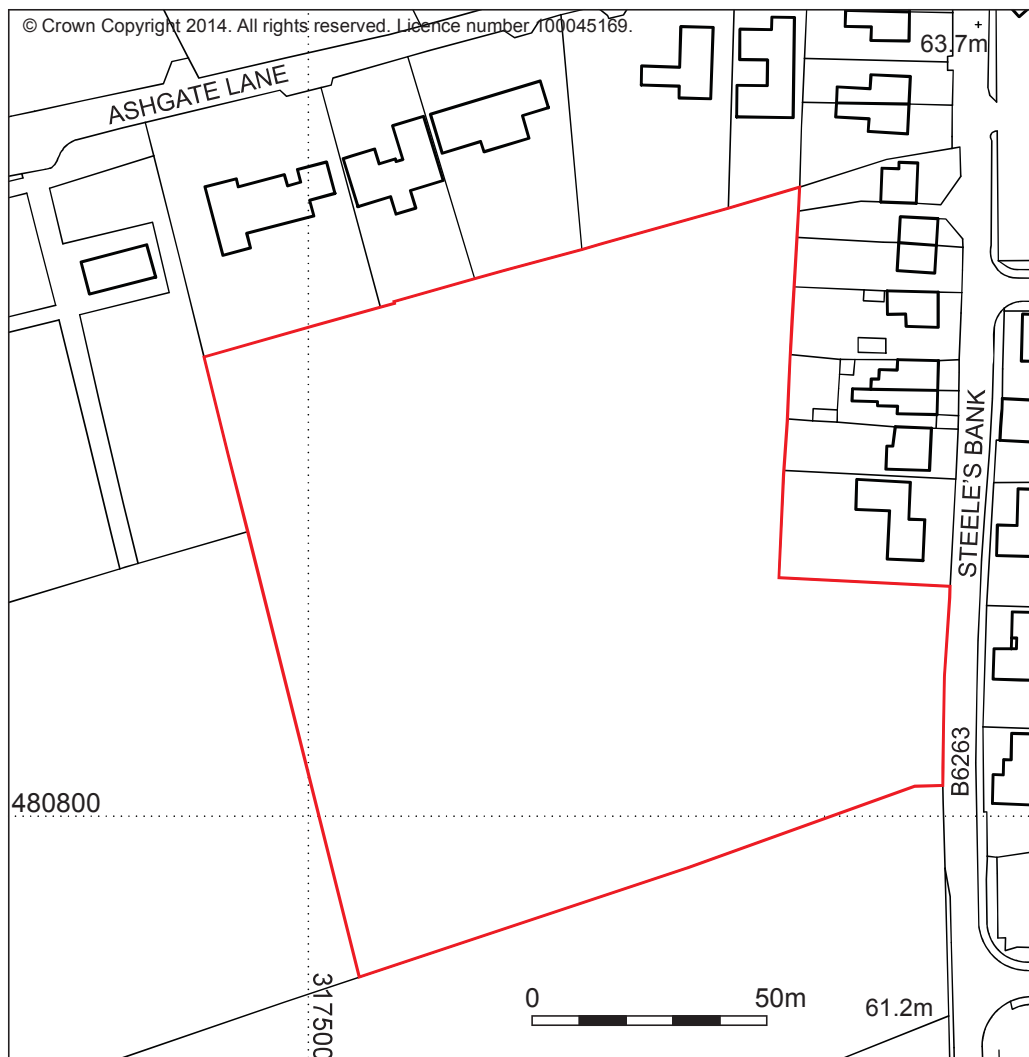 © Crown Copyright 2014. All rights reserved. Licence number 100045169.
63.7m
ASHGATE LANE
STEELE'S BANK
B6263
480800
317500
0 50m
61.2m